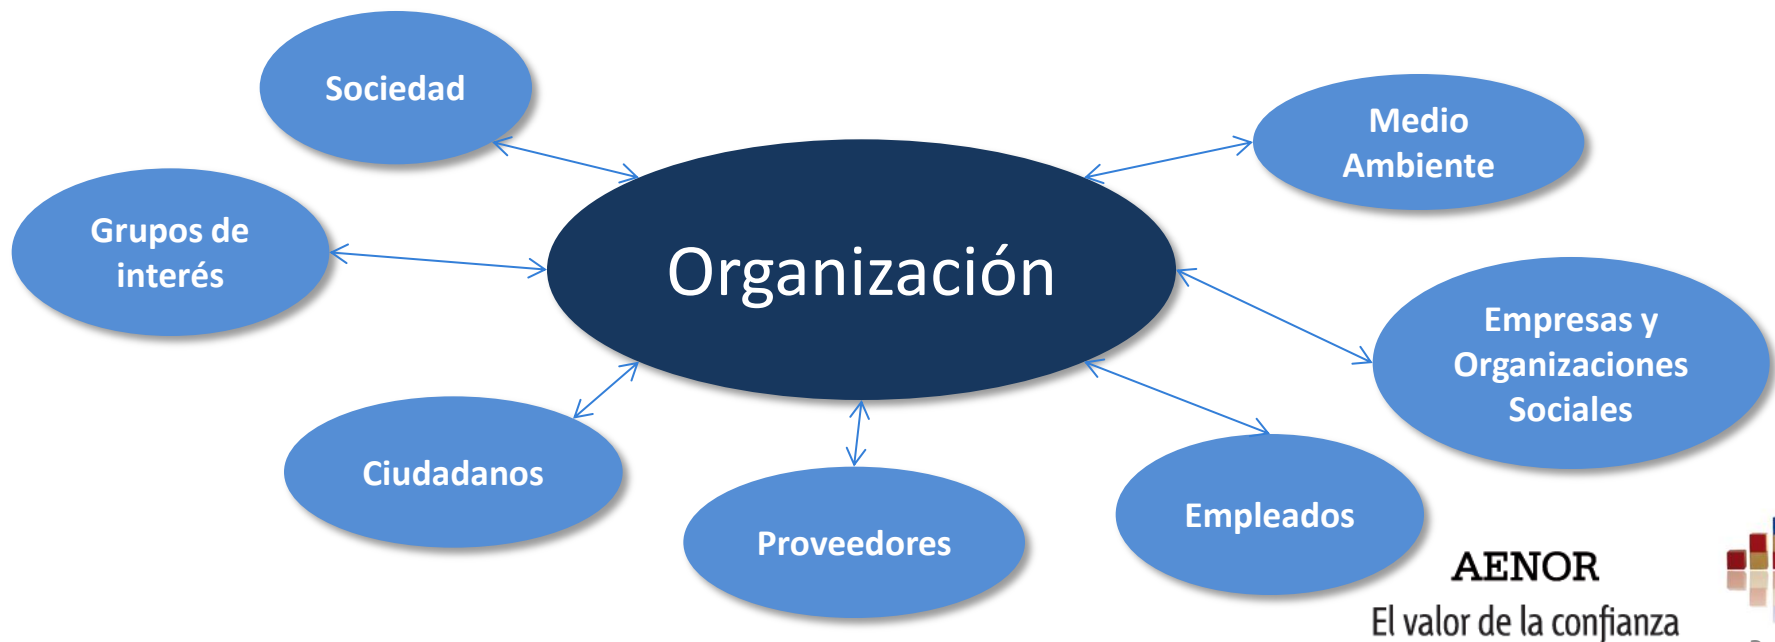 Sociedad
Medio
Ambiente
Grupos de
interés
Organización
Empresas y
Organizaciones
Sociales
Ciudadanos
Proveedores
Empleados
AENOR
El valor de la confianza